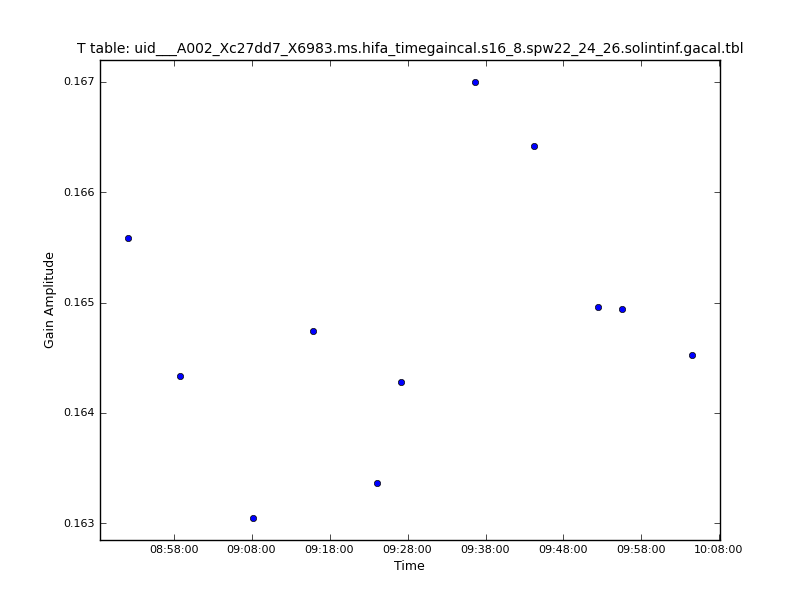 T table: uid___A002_Xc27dd7_X6983.ms.hifa_timegaincal.s16_8.spw22_24_26.solintinf.gacal.tbl
0.167
0.166
0.165
0.164
0.163
Gain Amplitude
08:58:00 09:08:00 09:18:00 09:28:00 09:38:00 09:48:00 09:58:00 10:08:00
Time